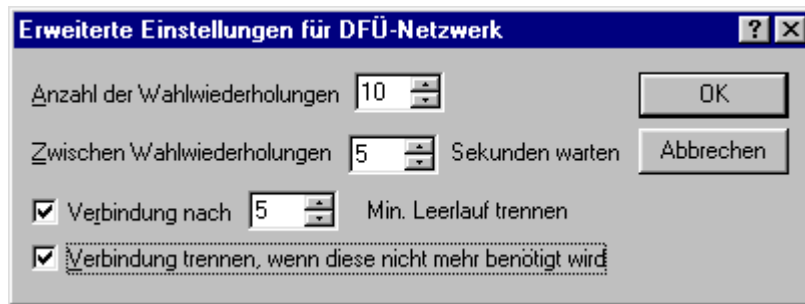 Erweiterte Einstellungen für DFÜ-Netzwerk ? ×
Anzahl der Wahlwiederholungen 10 OK
Zwischen Wahlwiederholungen 5 Sekunden warten Abbrechen
Verbindung nach 5 Min. Leerlauf trennen
Verbindung trennen, wenn diese nicht mehr benötigt wird